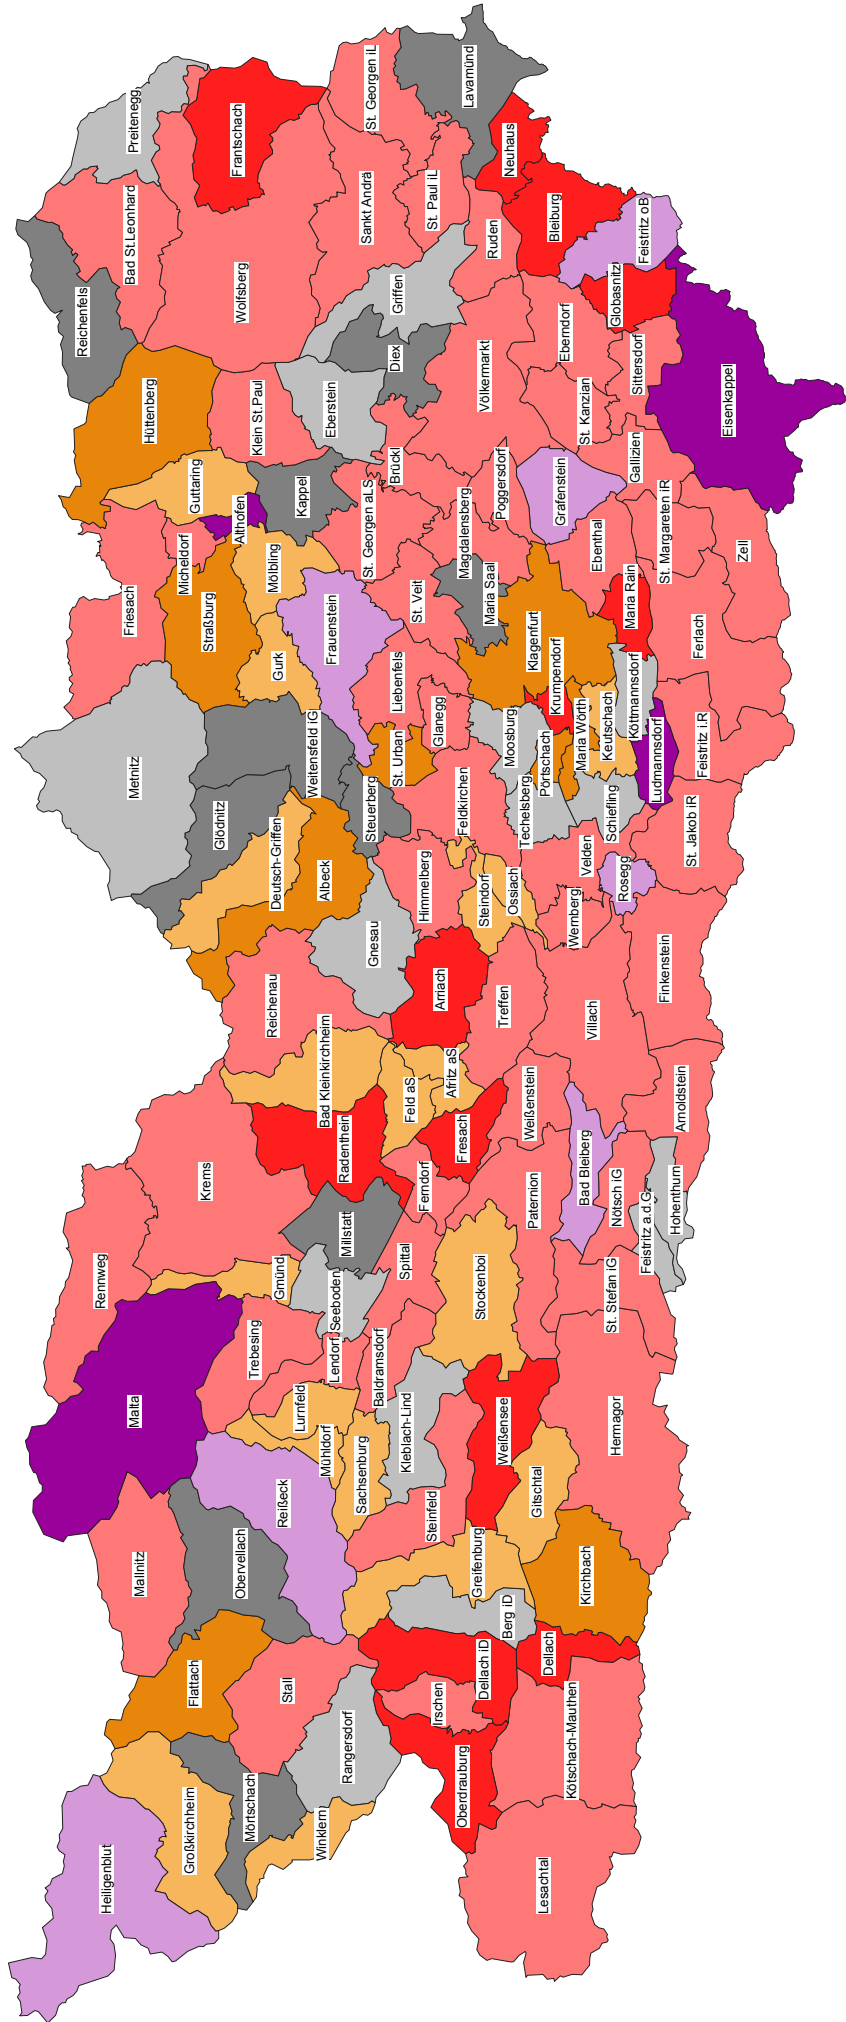 Heiligenblut
Großkirchheim
Mörtschach
Winklern
Rangersdorf
Stall
Flattach
Obervellach
Mallnitz
Reißeck
Malta
Mühldorf
Lurnfeld
Sachsenburg
Trebesing
Lendorf
Baldramsdorf
Kleblach-Lind
Steinfeld
Greifenburg
Berg iD
Dellach iD
Irschen
Oberdrauburg
Lesachtal
Kötschach-Mauthen
Dellach
Kirchbach
Gitschtal
Weißensee
Hermagor
St. Stefan iG
Stockenboi
Spittal
Seeboden
Millstatt
Gmünd
Rennweg
Krems
Radenthein
Ferndorf
Fresach
Paternion
Weißenstein
Bad Bleiberg
Nötsch iG
Feistritz a.d.G
Hohenthurn
Arnoldstein
Feld aS
Afritz aS
Bad Kleinkirchheim
Reichenau
Gnesau
Arriach
Treffen
Villach
Finkenstein
Wernberg
Velden
Rosegg
St. Jakob iR
Himmelberg
Steindorf
Ossiach
Feldkirchen
Albeck
Deutsch-Griffen
Glödnitz
Metnitz
Weitensfeld IG
Steuerberg
St. Urban
Glanegg
Liebenfels
Frauenstein
Gurk
Straßburg
Friesach
Micheldorf
Althofen
Mölbling
Guttaring
Hüttenberg
Kappel
Klein St.Paul
Eberstein
Brückl
St. Georgen aLS
St. Veit
Magdalensberg
Maria Saal
Poggersdorf
Klagenfurt
Krumpendorf
Moosburg
Pörtschach
Techelsberg
Maria Wörth
Keutschach
Schiefling
Köttmannsdorf
Ludmannsdorf
Maria Rain
Feistritz i.R
Ferlach
Zell
St. Margareten iR
Ebenthal
Grafenstein
Gallizien
St. Kanzian
Eberndorf
Sittersdorf
Globasnitz
Eisenkappel
Feistritz oB
Bleiburg
Neuhaus
Ruden
Völkermarkt
Diex
Griffen
Lavamünd
St. Paul iL
St. Georgen iL
Sankt Andrä
Wolfsberg
Frantschach
Preitenegg
Bad St.Leonhard
Reichenfels